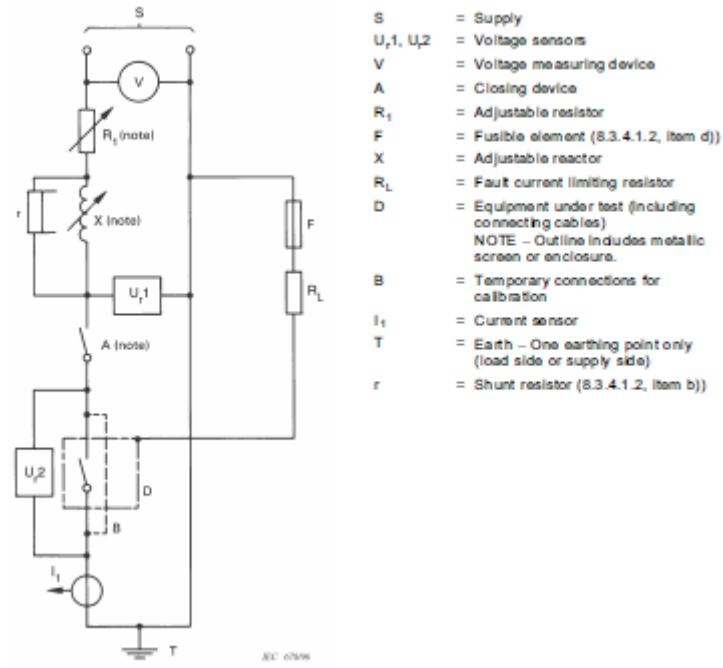 S
V
R₁ (note)
r
X (note)
F
Uᵣ1
R_L
A (note)
Uᵣ2
D
B
I₁
T
IEC 678/96
S = Supply
Uᵣ1, Uᵣ2 = Voltage sensors
V = Voltage measuring device
A = Closing device
R₁ = Adjustable resistor
F = Fusible element (8.3.4.1.2, item d))
X = Adjustable reactor
R_L = Fault current limiting resistor
D = Equipment under test (including
connecting cables)
NOTE – Outline includes metallic
screen or enclosure.
B = Temporary connections for
calibration
I₁ = Current sensor
T = Earth – One earthing point only
(load side or supply side)
r = Shunt resistor (8.3.4.1.2, item b))